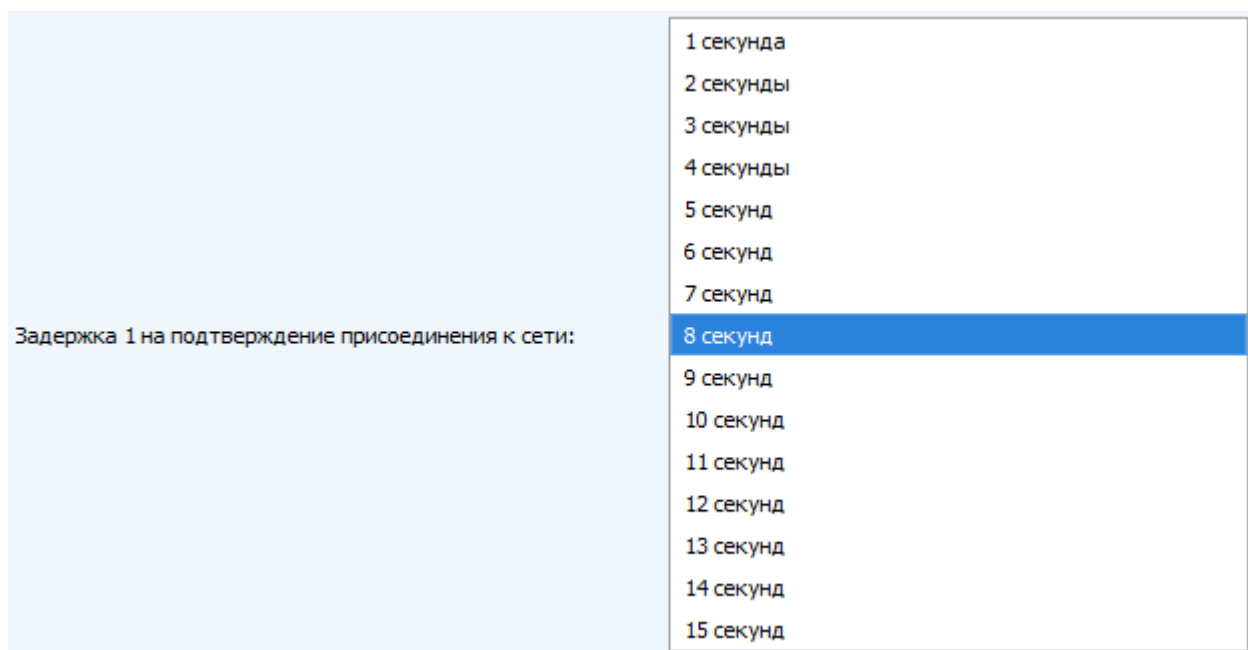 Задержка 1 на подтверждение присоединения к сети:
1 секунда
2 секунды
3 секунды
4 секунды
5 секунд
6 секунд
7 секунд
8 секунд
9 секунд
10 секунд
11 секунд
12 секунд
13 секунд
14 секунд
15 секунд